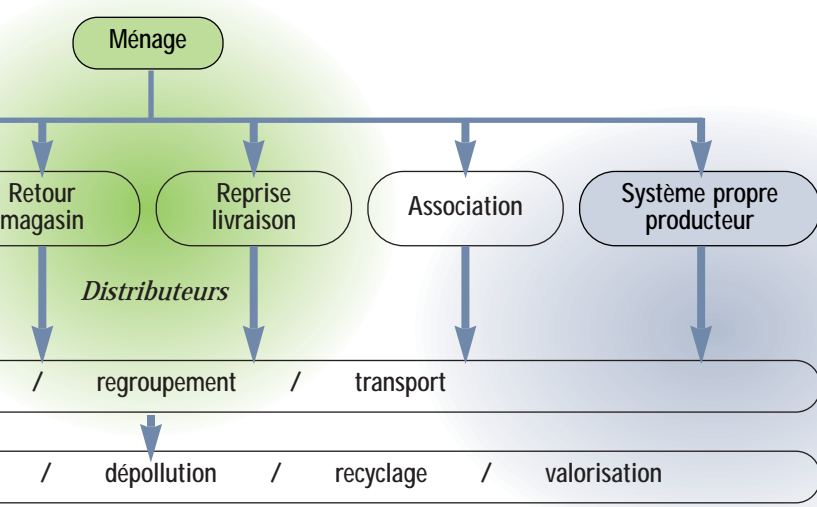 Ménage
Retour
magasin
Reprise
livraison
Association
Système propre
producteur
Distributeurs
/ regroupement / transport
/ dépollution / recyclage / valorisation